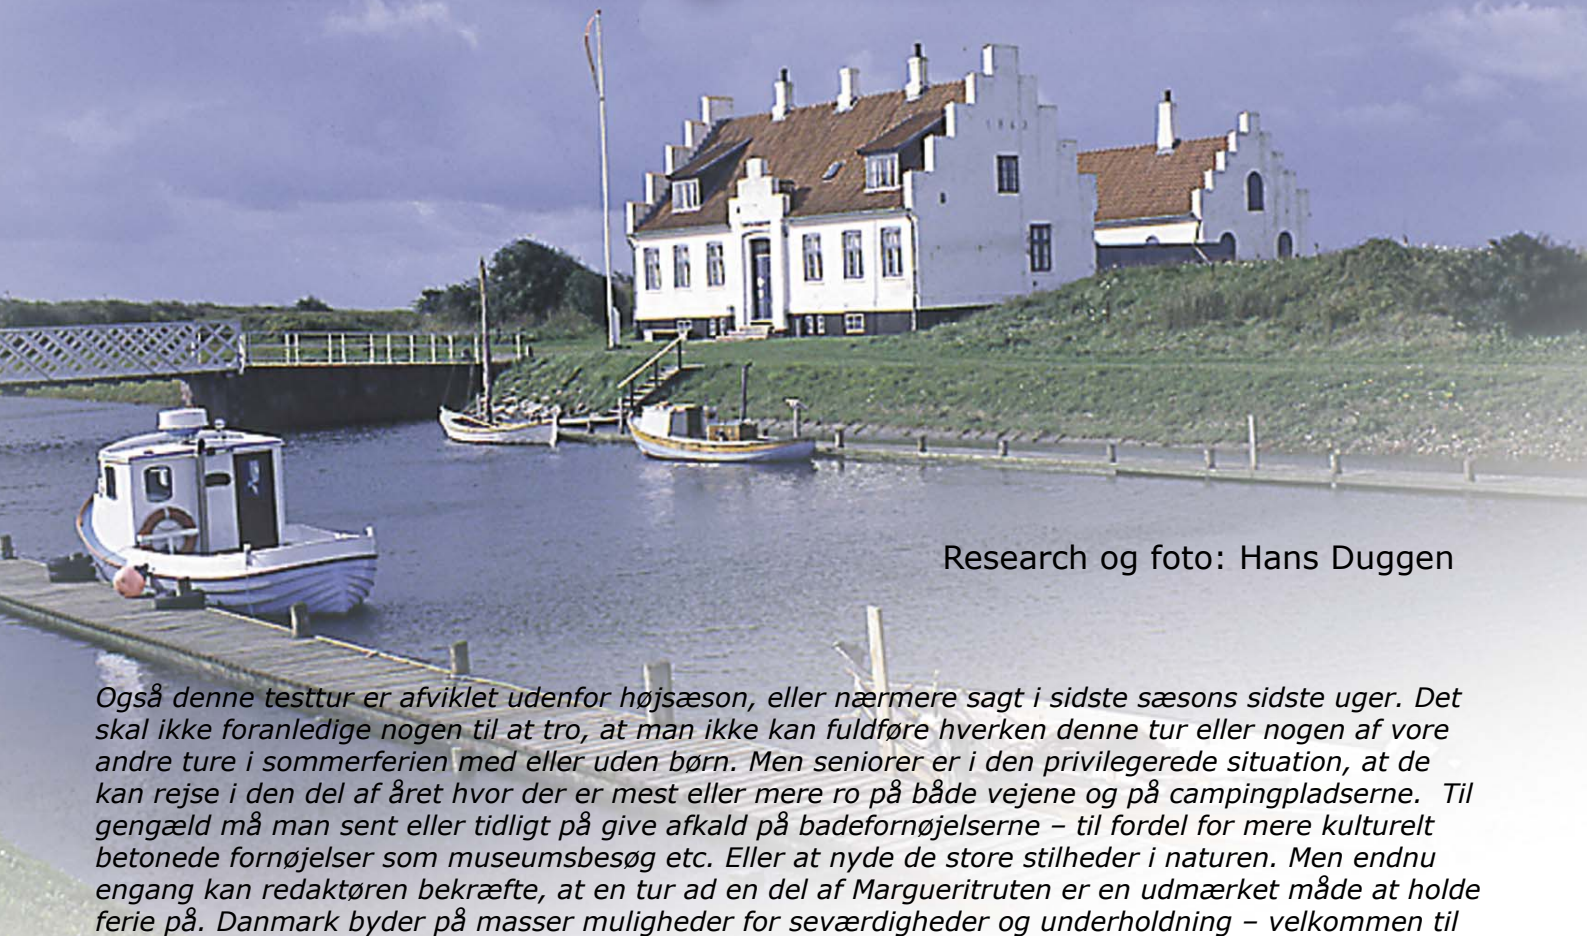 1863
Research og foto: Hans Duggen
Også denne testtur er afviklet udenfor højsæson, eller nærmere sagt i sidste sæsons sidste uger. Det
skal ikke foranledige nogen til at tro, at man ikke kan fuldføre hverken denne tur eller nogen af vore
andre ture i sommerferien med eller uden børn. Men seniorer er i den privilegerede situation, at de
kan rejse i den del af året hvor der er mest eller mere ro på både vejene og på campingpladserne.  Til
gengæld må man sent eller tidligt på give afkald på badefornøjelserne – til fordel for mere kulturelt
betonede fornøjelser som museumsbesøg etc. Eller at nyde de store stilheder i naturen. Men endnu
engang kan redaktøren bekræfte, at en tur ad en del af Margueritruten er en udmærket måde at holde
ferie på. Danmark byder på masser muligheder for seværdigheder og underholdning – velkommen til